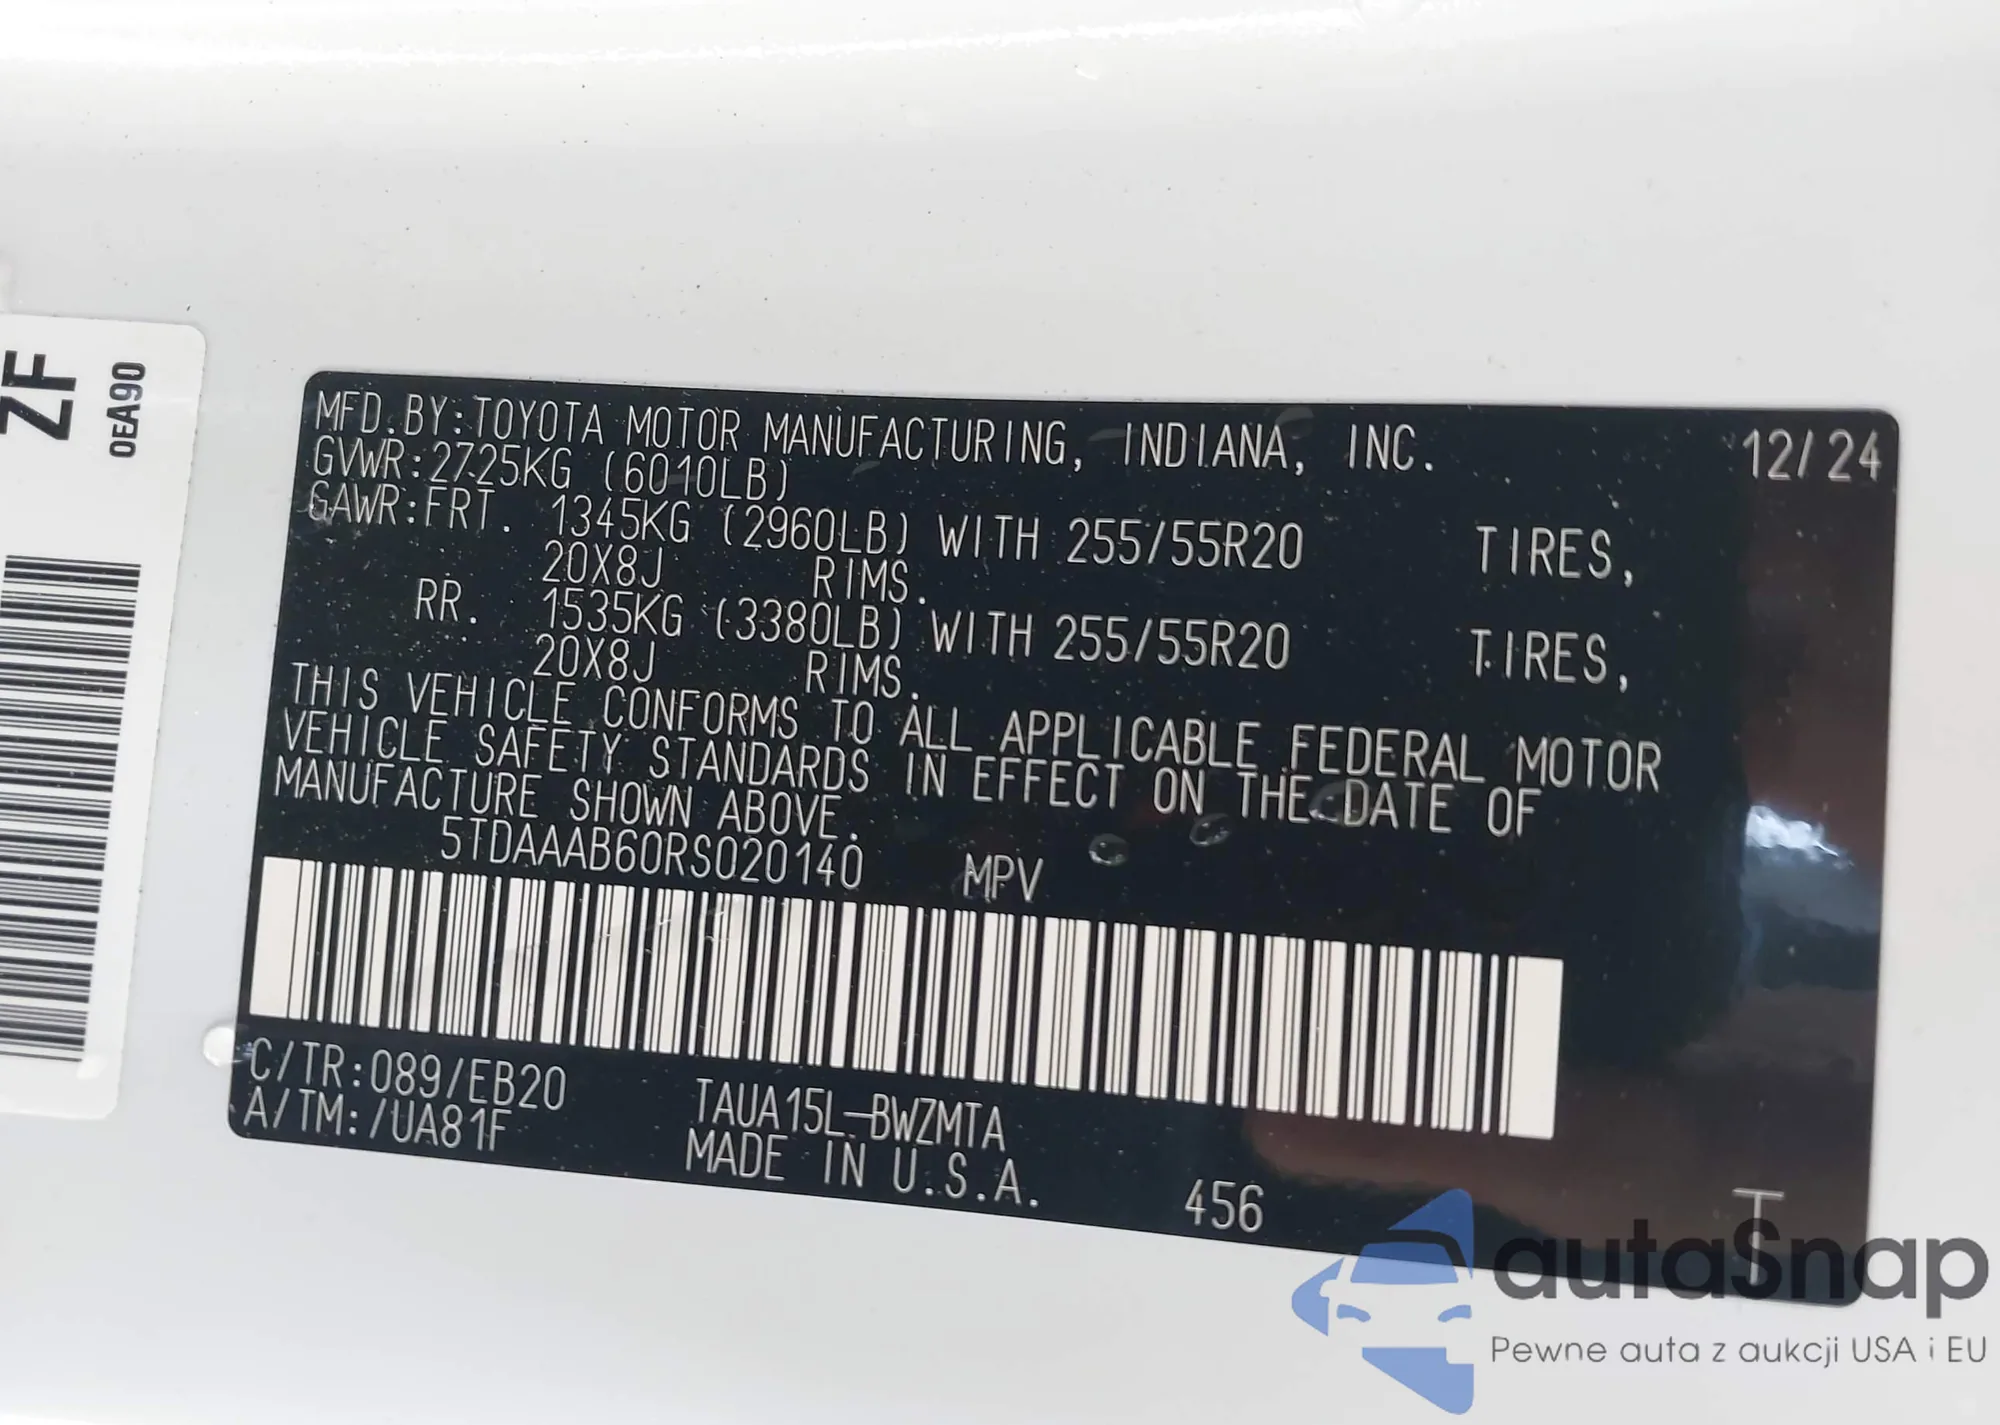 ZF
0EA90
MFD.BY:TOYOTA MOTOR MANUFACTURING, INDIANA, INC. 12/24
GVWR:2725KG (6010LB)
GAWR:FRT. 1345KG (2960LB) WITH 255/55R20 TIRES,
20X8J RIMS.
RR. 1535KG (3380LB) WITH 255/55R20 TIRES,
20X8J RIMS.
THIS VEHICLE CONFORMS TO ALL APPLICABLE FEDERAL MOTOR
VEHICLE SAFETY STANDARDS IN EFFECT ON THE DATE OF
MANUFACTURE SHOWN ABOVE.
5TDAAAB60RS020140 MPV
C/TR:089/EB20 TAUA15L-BWZMTA
A/TM:/UA81F MADE IN U.S.A. 456
T
S
autaSnap
Pewne auta z aukcji USA i EU